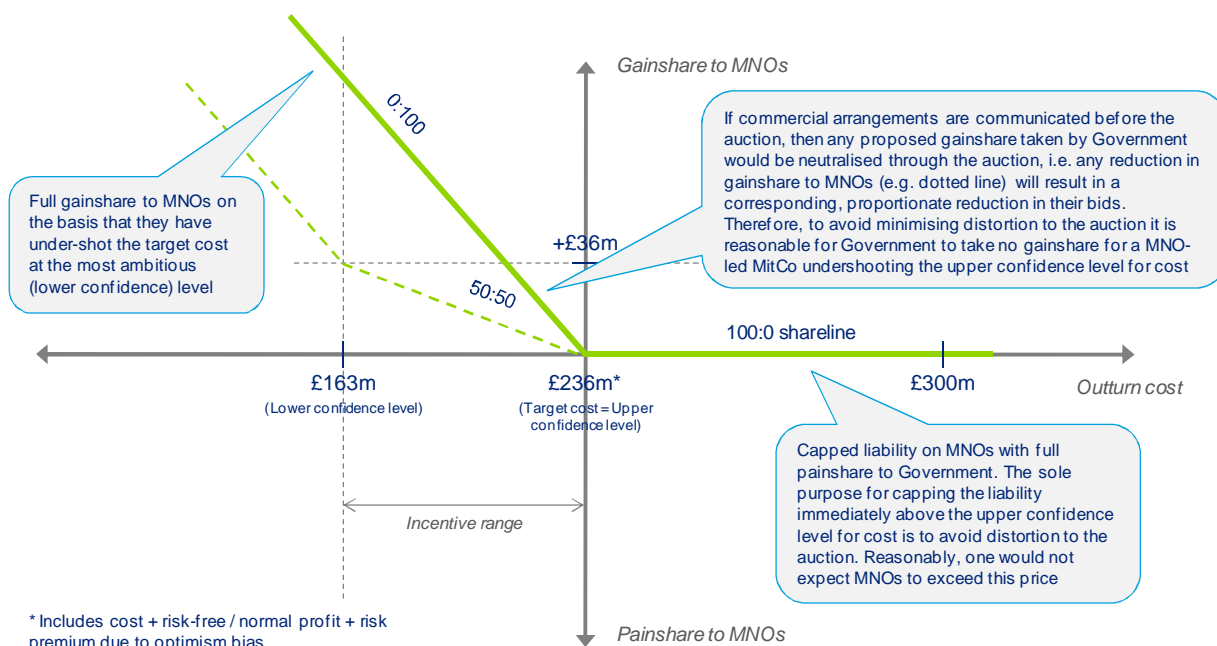 Gainshare to MNOs
0:100
If commercial arrangements are communicated before the
auction, then any proposed gainshare taken by Government
would be neutralised through the auction, i.e. any reduction in
gainshare to MNOs (e.g. dotted line) will result in a
corresponding, proportionate reduction in their bids.
Therefore, to avoid minimising distortion to the auction it is
reasonable for Government to take no gainshare for a MNO-
led MitCo undershooting the upper confidence level for cost
Full gainshare to MNOs on
the basis that they have
under-shot the target cost
at the most ambitious
(lower confidence) level
+£36m
50:50
100:0 shareline
£163m
(Lower confidence level)
£236m*
(Target cost = Upper
confidence level)
£300m
Outturn cost
Capped liability on MNOs with full
painshare to Government. The sole
purpose for capping the liability
immediately above the upper confidence
level for cost is to avoid distortion to the
auction. Reasonably, one would not
expect MNOs to exceed this price
Incentive range
* Includes cost + risk-free / normal profit + risk
premium due to optimism bias
Painshare to MNOs